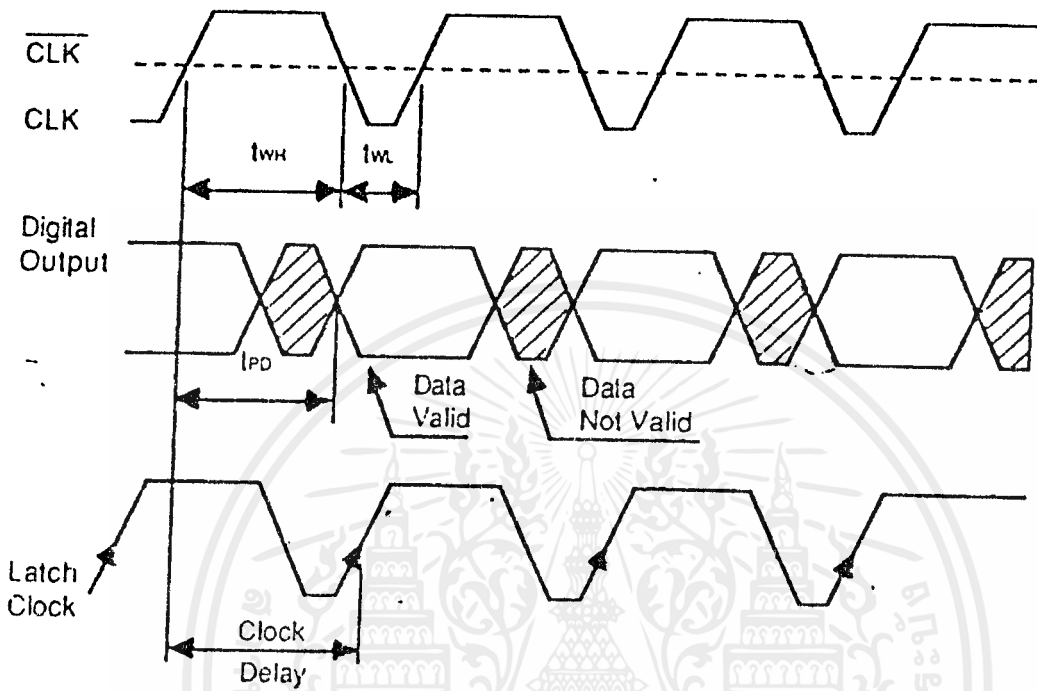 CLK
CLK
tWH
tWL
Digital
Output
tPD
Data
Valid
Data
Not Valid
Latch
Clock
Clock
Delay